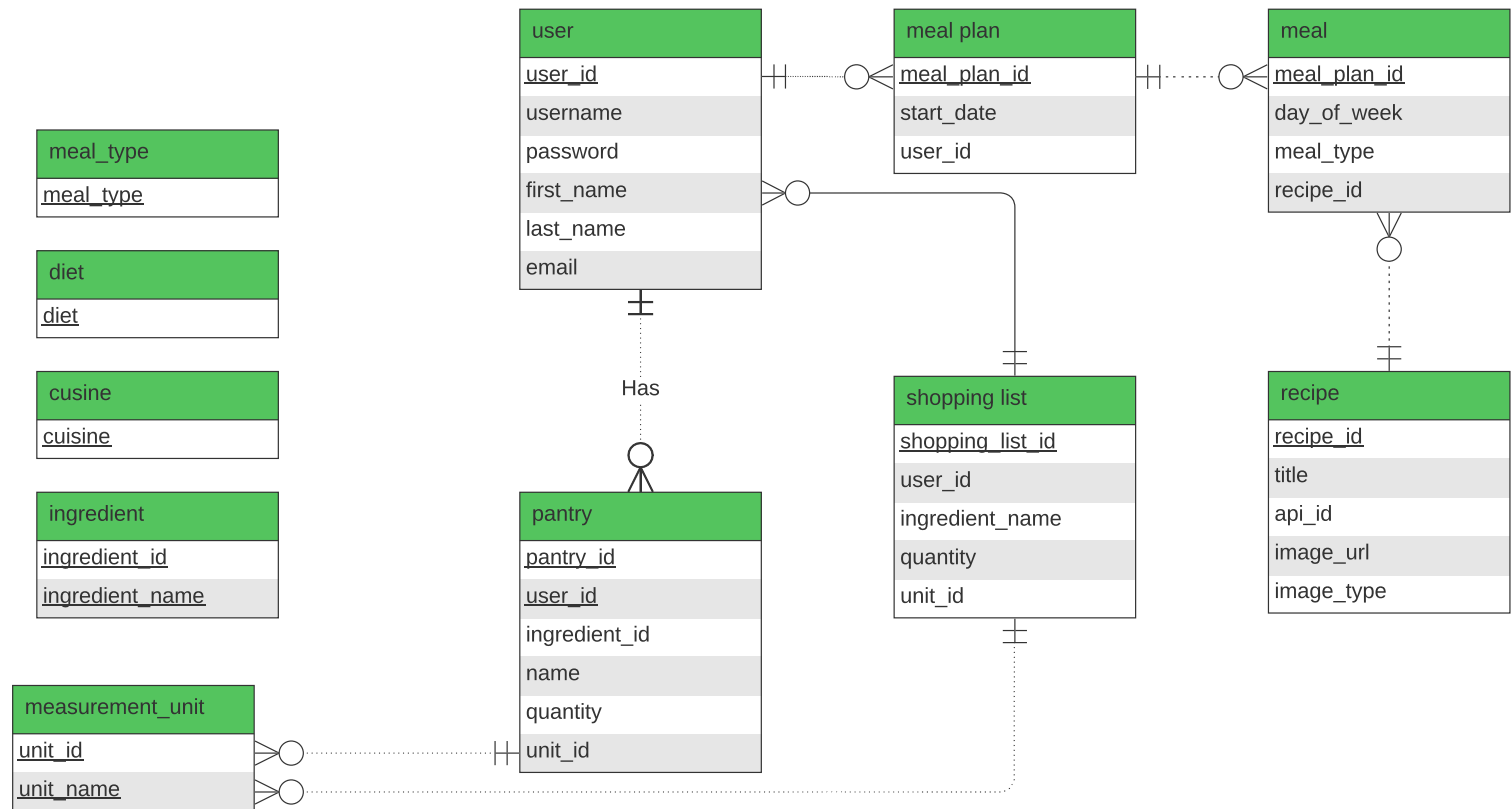 user
user_id
username
password
first_name
last_name
email
meal plan
meal_plan_id
start_date
user_id
meal
meal_plan_id
day_of_week
meal_type
recipe_id
meal_type
meal_type
diet
diet
cusine
cuisine
ingredient
ingredient_id
ingredient_name
Has
shopping list
shopping_list_id
user_id
ingredient_name
quantity
unit_id
recipe
recipe_id
title
api_id
image_url
image_type
pantry
pantry_id
user_id
ingredient_id
name
quantity
unit_id
measurement_unit
unit_id
unit_name